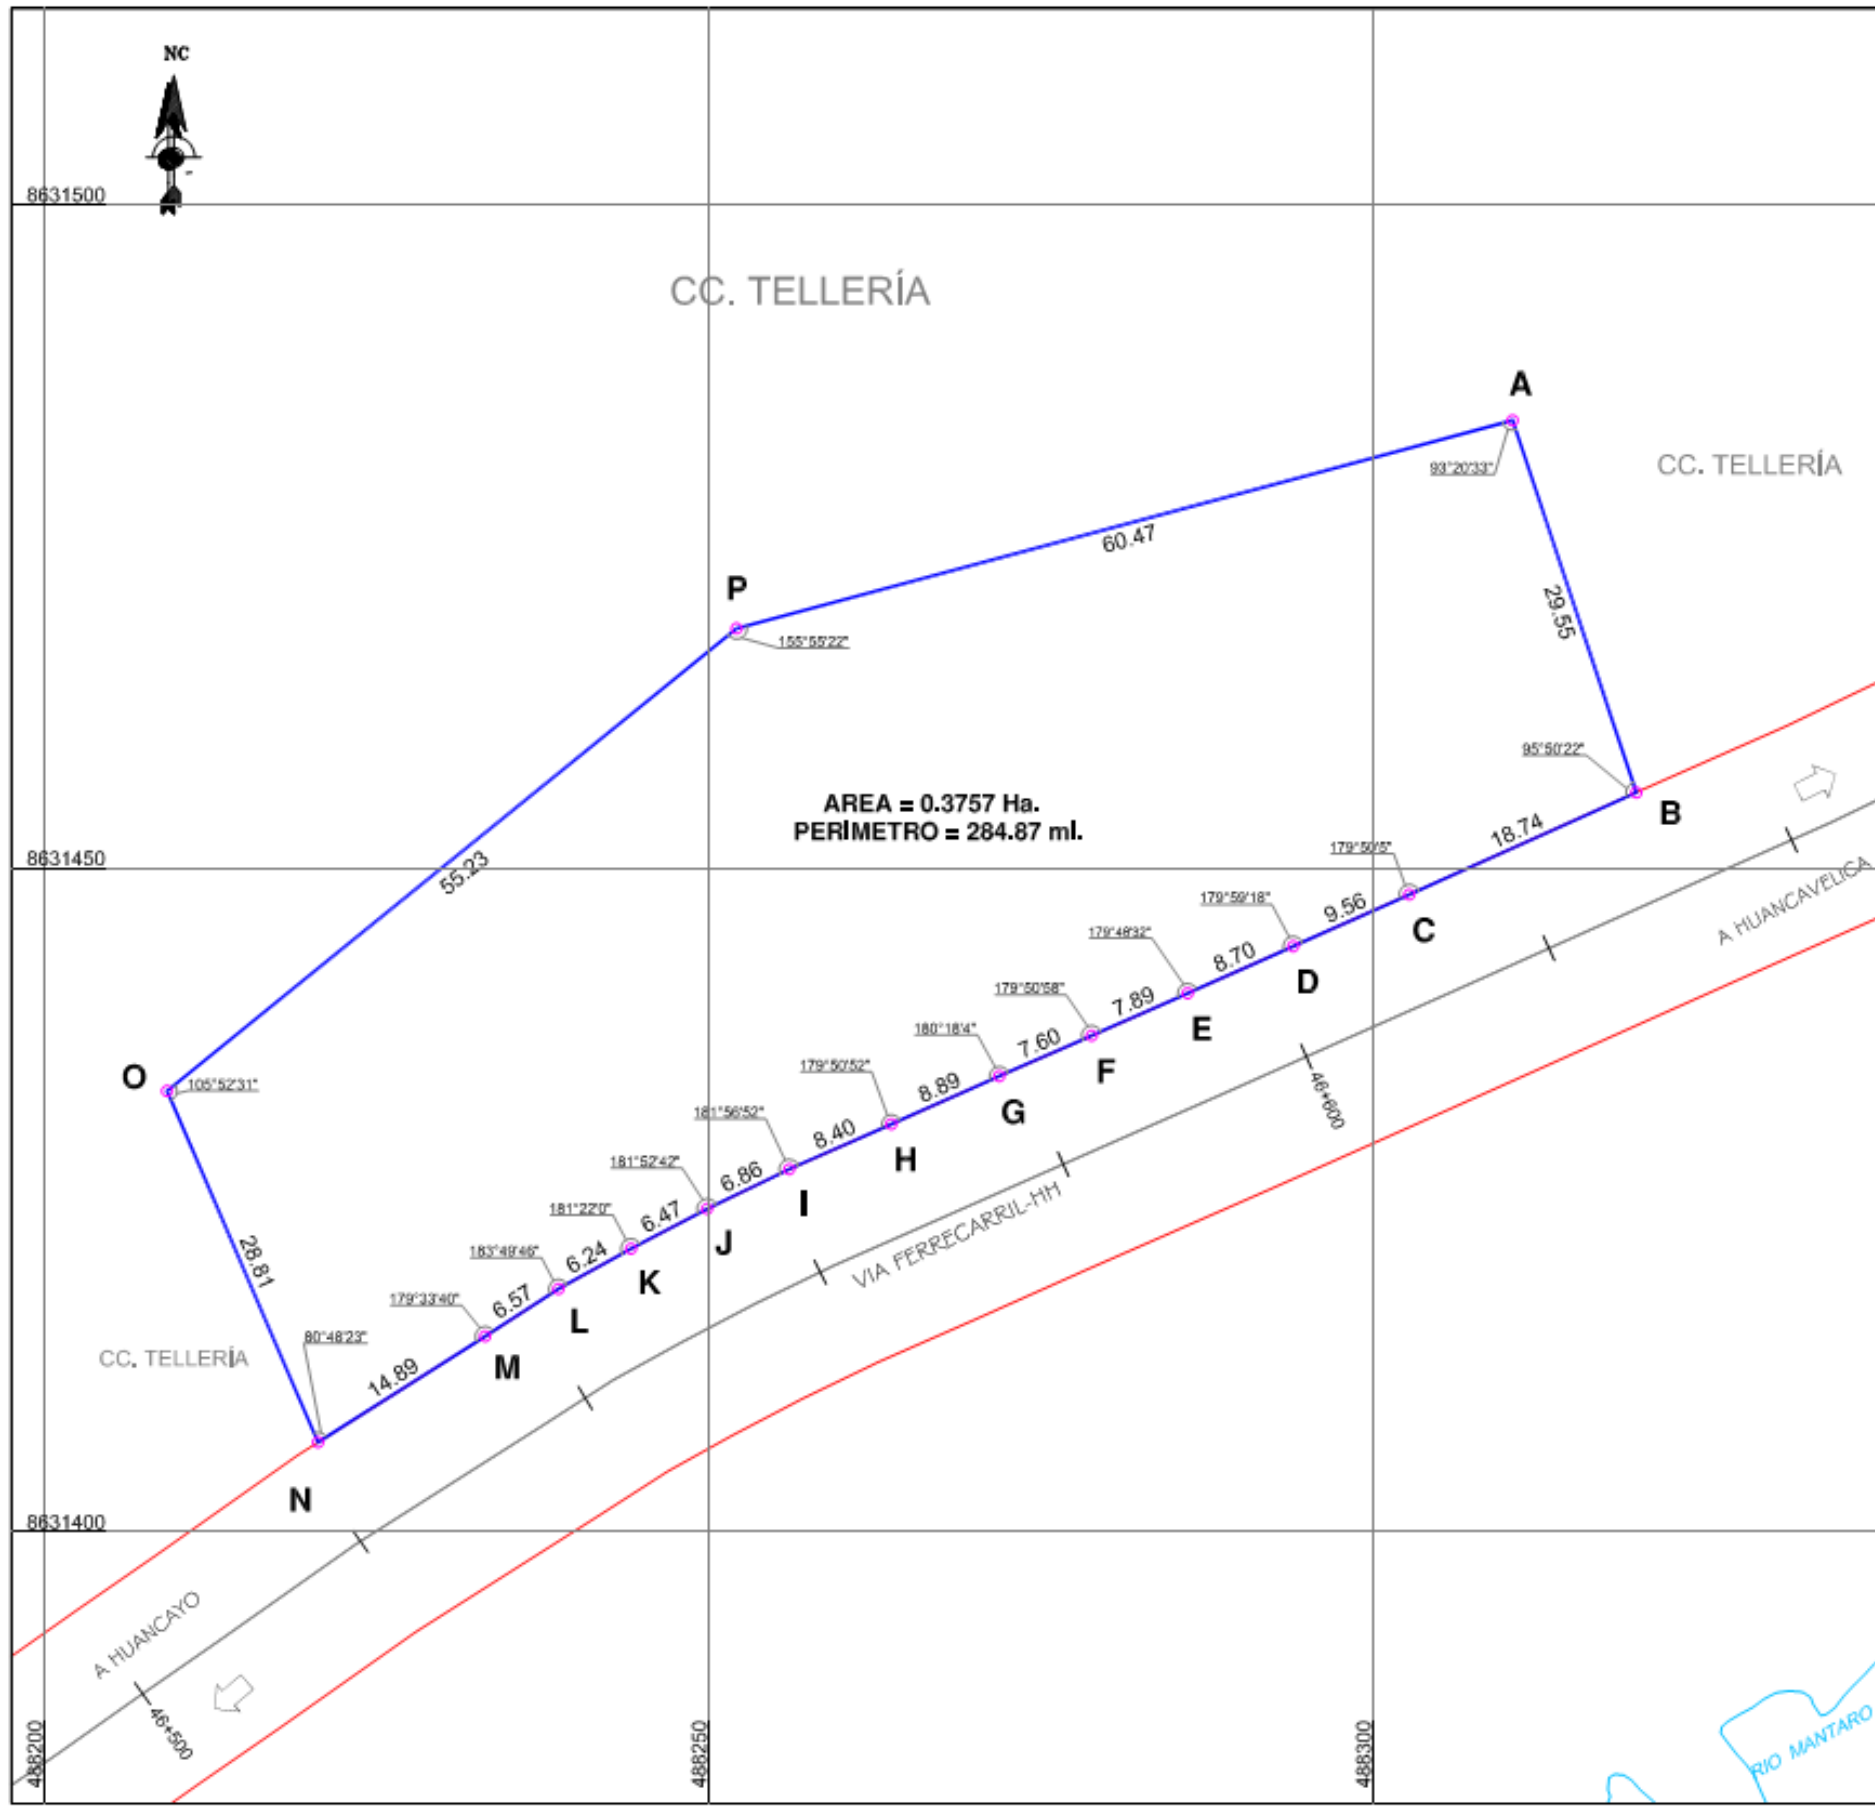 NC
8631500
CC. TELLERÍA
A
93°20'33"
CC. TELLERÍA
60.47
29.55
P
155°55'22"
95°50'22"
B
AREA = 0.3757 Ha.
PERÍMETRO = 284.87 ml.
18.74
8631450
55.23
179°50'5"
A HUANCAVELICA
179°59'18"
9.56
C
179°48'32"
8.70
D
179°50'58"
7.89
E
180°18'4"
7.60
F
O
105°52'31"
179°50'52"
8.89
G
46+600
181°56'52"
8.40
H
181°52'42"
6.86
I
VIA FERRECARRIL-HH
181°22'0"
6.47
J
28.81
183°49'46"
6.24
K
179°33'40"
6.57
L
80°48'23"
CC. TELLERÍA
14.89
M
N
8631400
A HUANCAYO
46+500
RIO MANTARO
488200
488250
488300